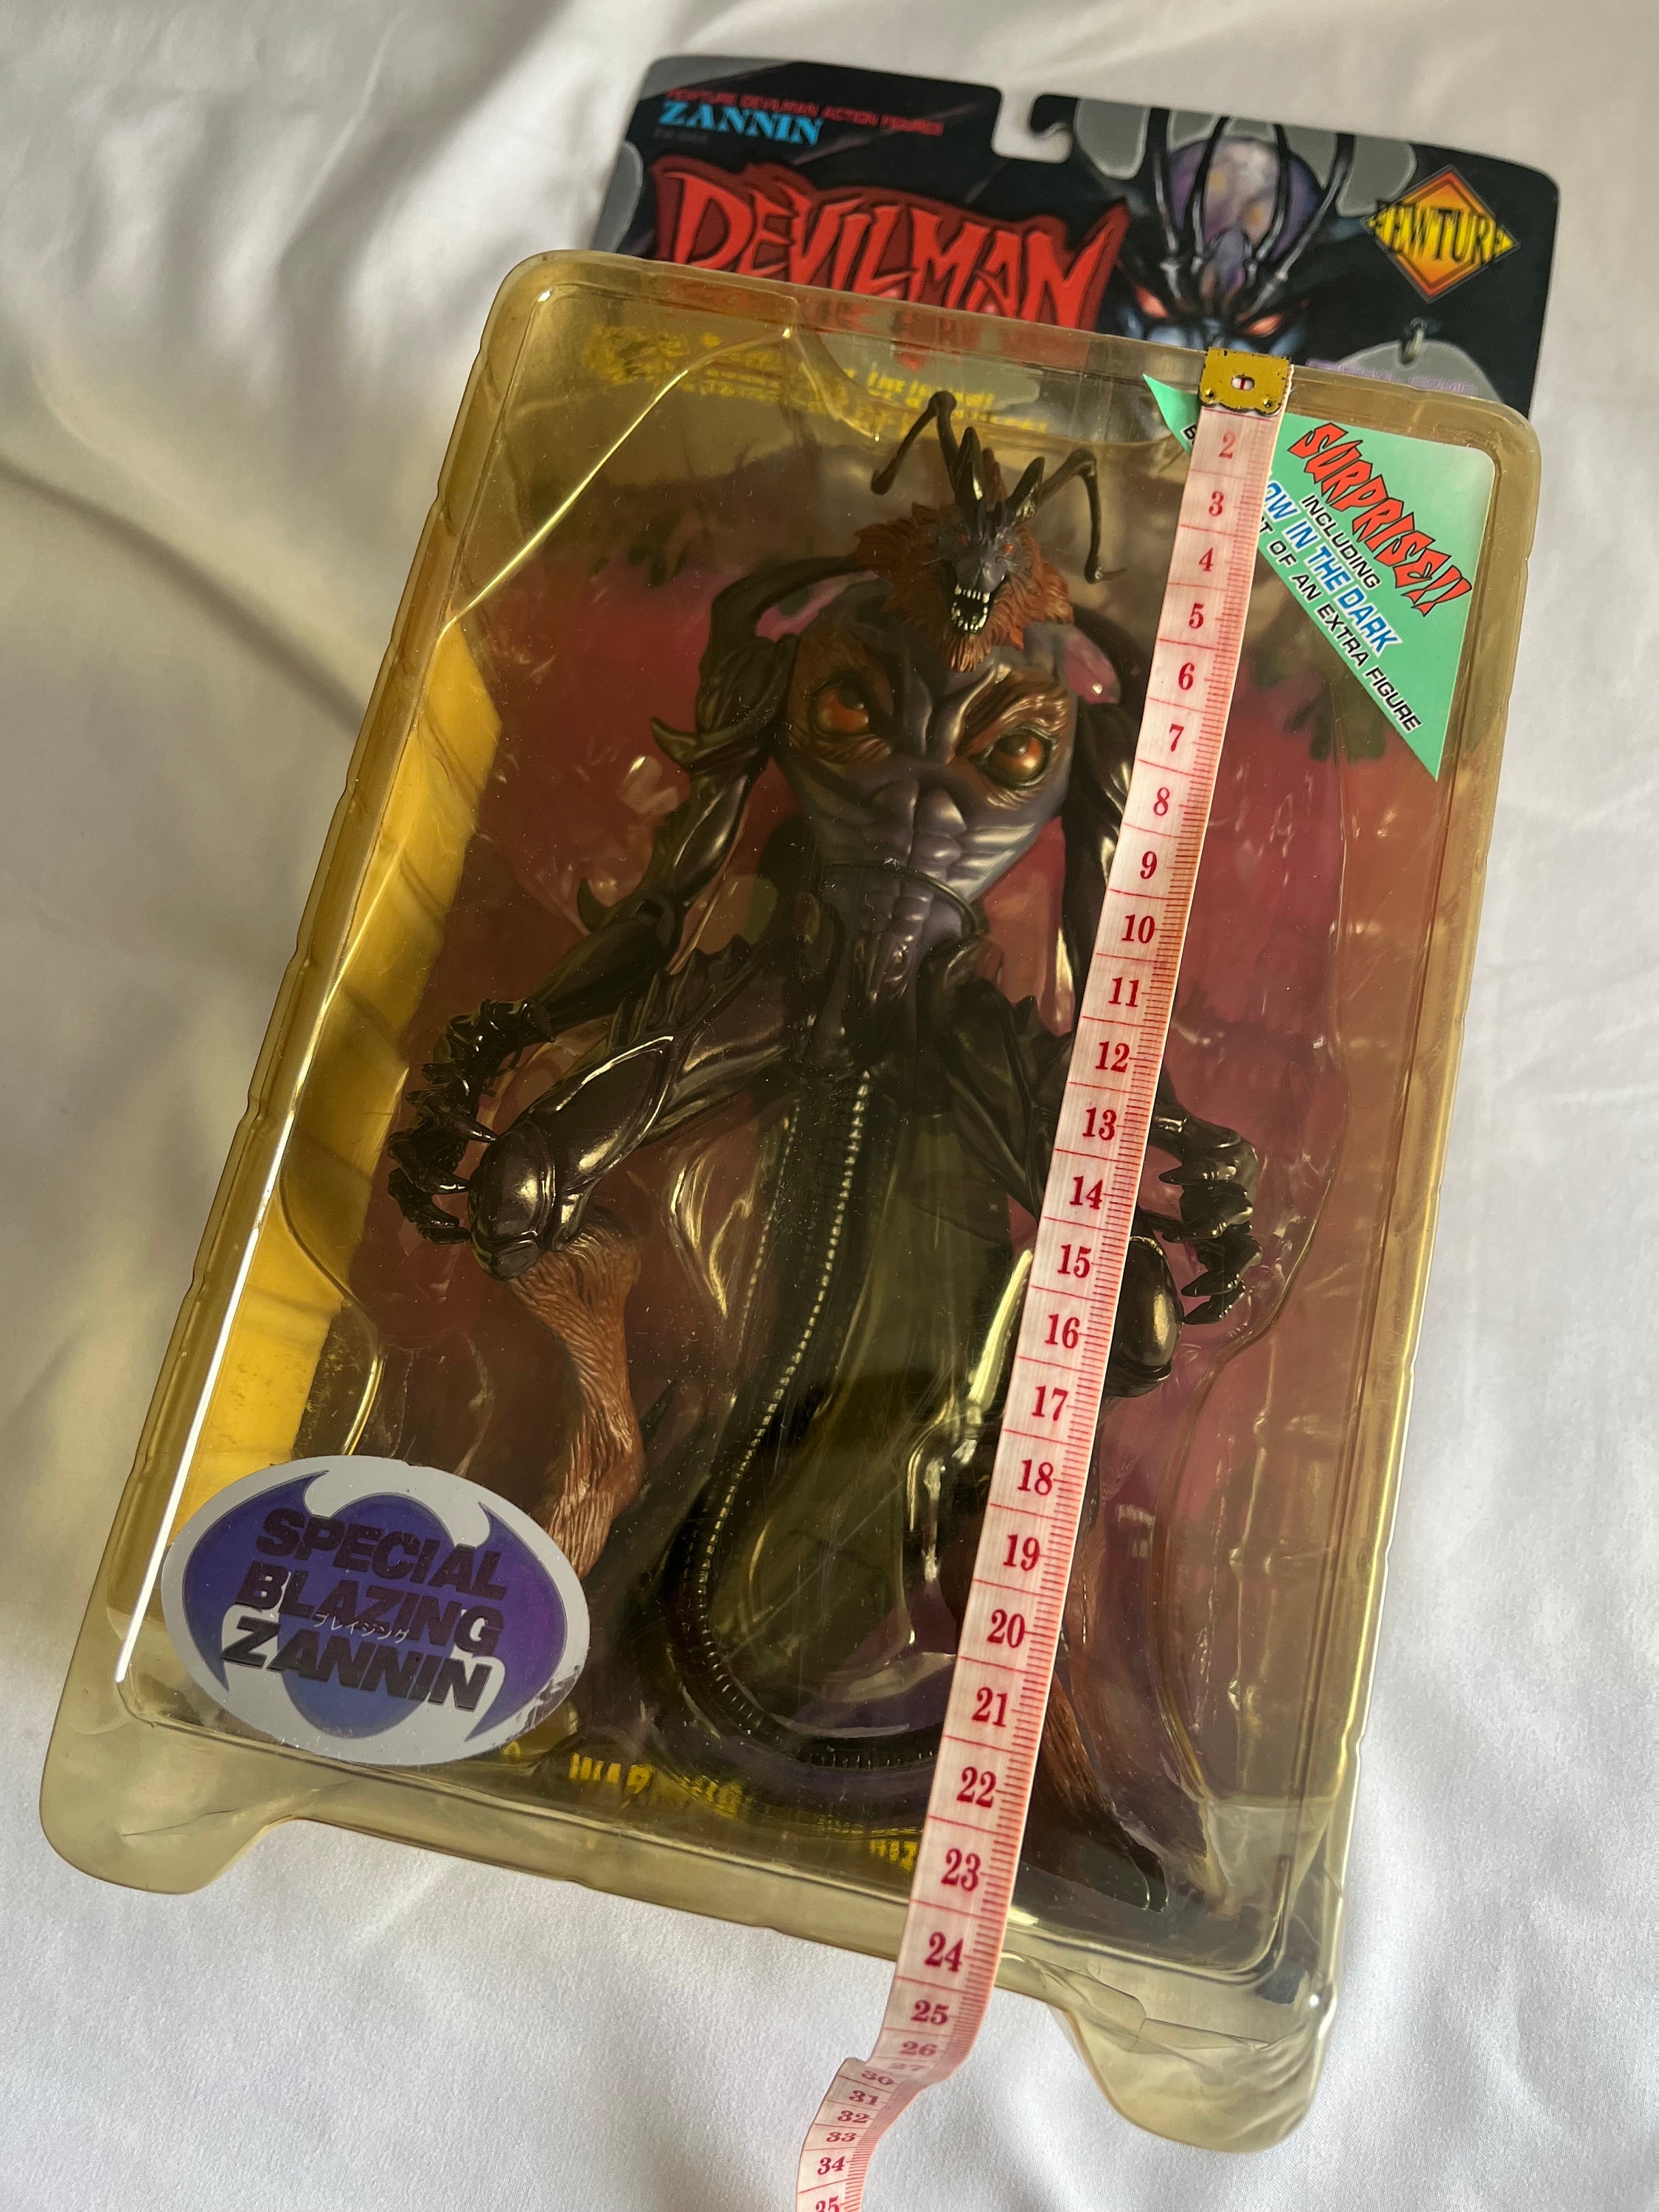 FEWTURE DEVILMAN ACTION FIGURES
ZANNIN
DEVILMAN
FEWTURE
SURPRISE!!
INCLUDING
OW IN THE DARK
T OF AN EXTRA FIGURE
1
2
3
4
5
6
7
8
9
10
11
12
13
14
15
16
17
18
19
20
21
22
23
24
25
26
27
30
31
32
33
34
35
SPECIAL
BLAZING
ブレイジング
ZANNIN